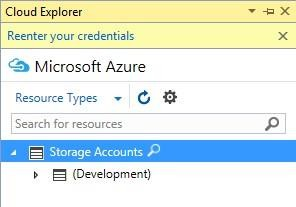 Cloud Explorer
Reenter your credentials
Microsoft Azure
Resource Types
Search for resources
Storage Accounts
(Development)